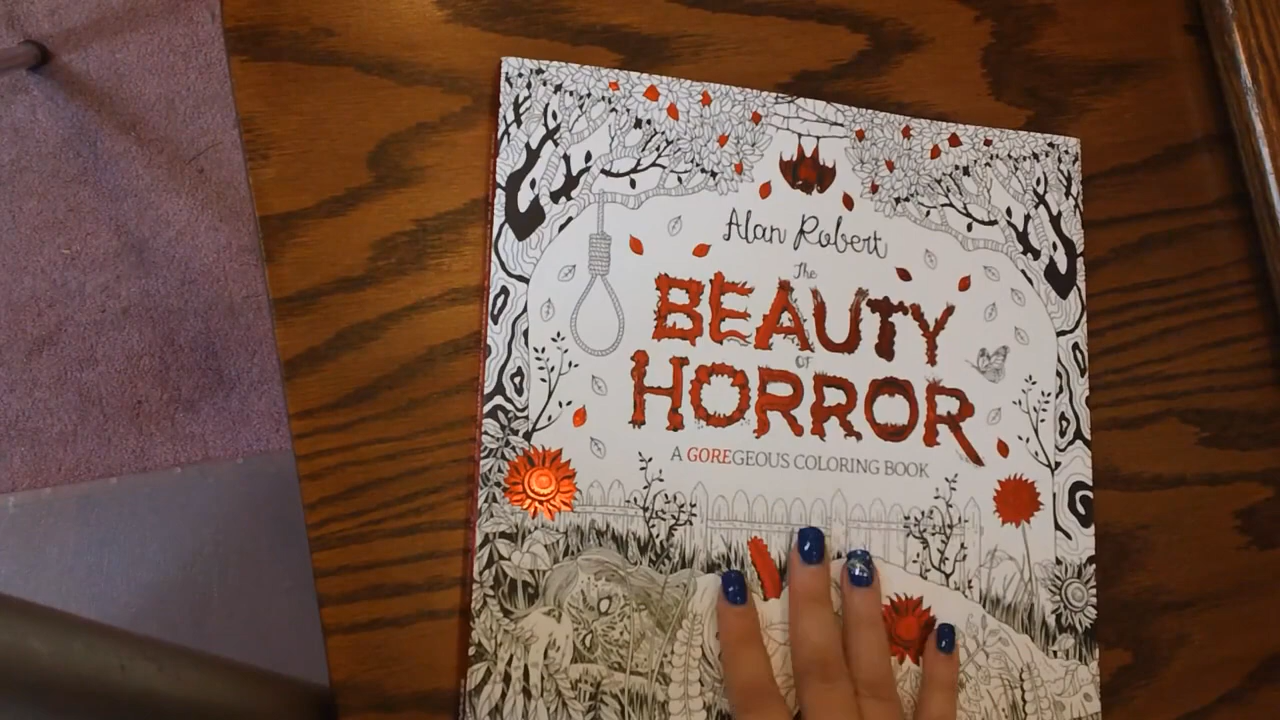 Alan Robert
The
BEAUTY
OF
HORROR
A GOREGEOUS COLORING BOOK